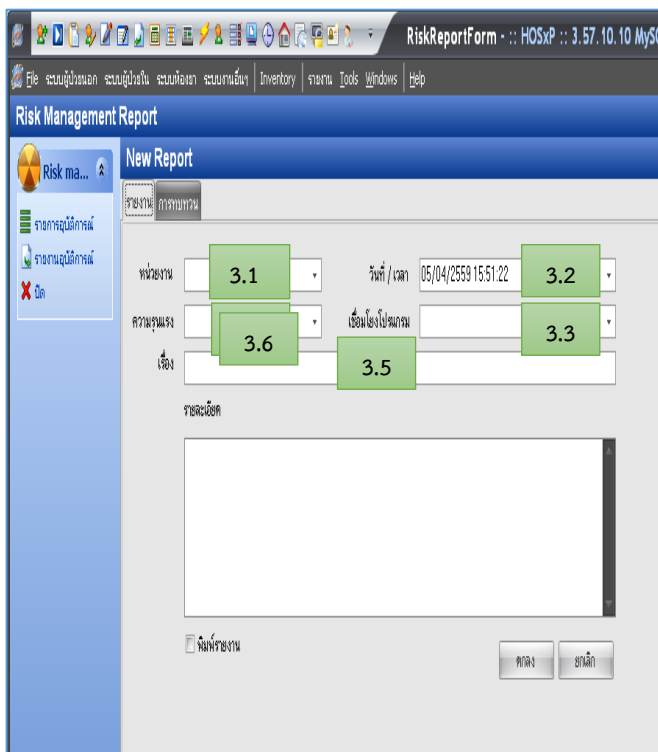 RiskReportForm - :: HOSxP :: 3.57.10.10 MySQ
File ระบบผู้ป่วยนอก ระบบผู้ป่วยใน ระบบห้องยา ระบบงานอื่นๆ Inventory รายงาน Tools Windows Help
Risk Management Report
Risk ma...
New Report
รายงาน การทบทวน
รายการอุบัติการณ์
รายงานอุบัติการณ์
ปิด
หน่วยงาน 3.1 วันที่ / เวลา 05/04/2559 15:51:22 3.2
ความรุนแรง 3.6 เชื่อมโยงโปรแกรม 3.3
เรื่อง 3.5
รายละเอียด
พิมพ์รายงาน
ตกลง ยกเลิก